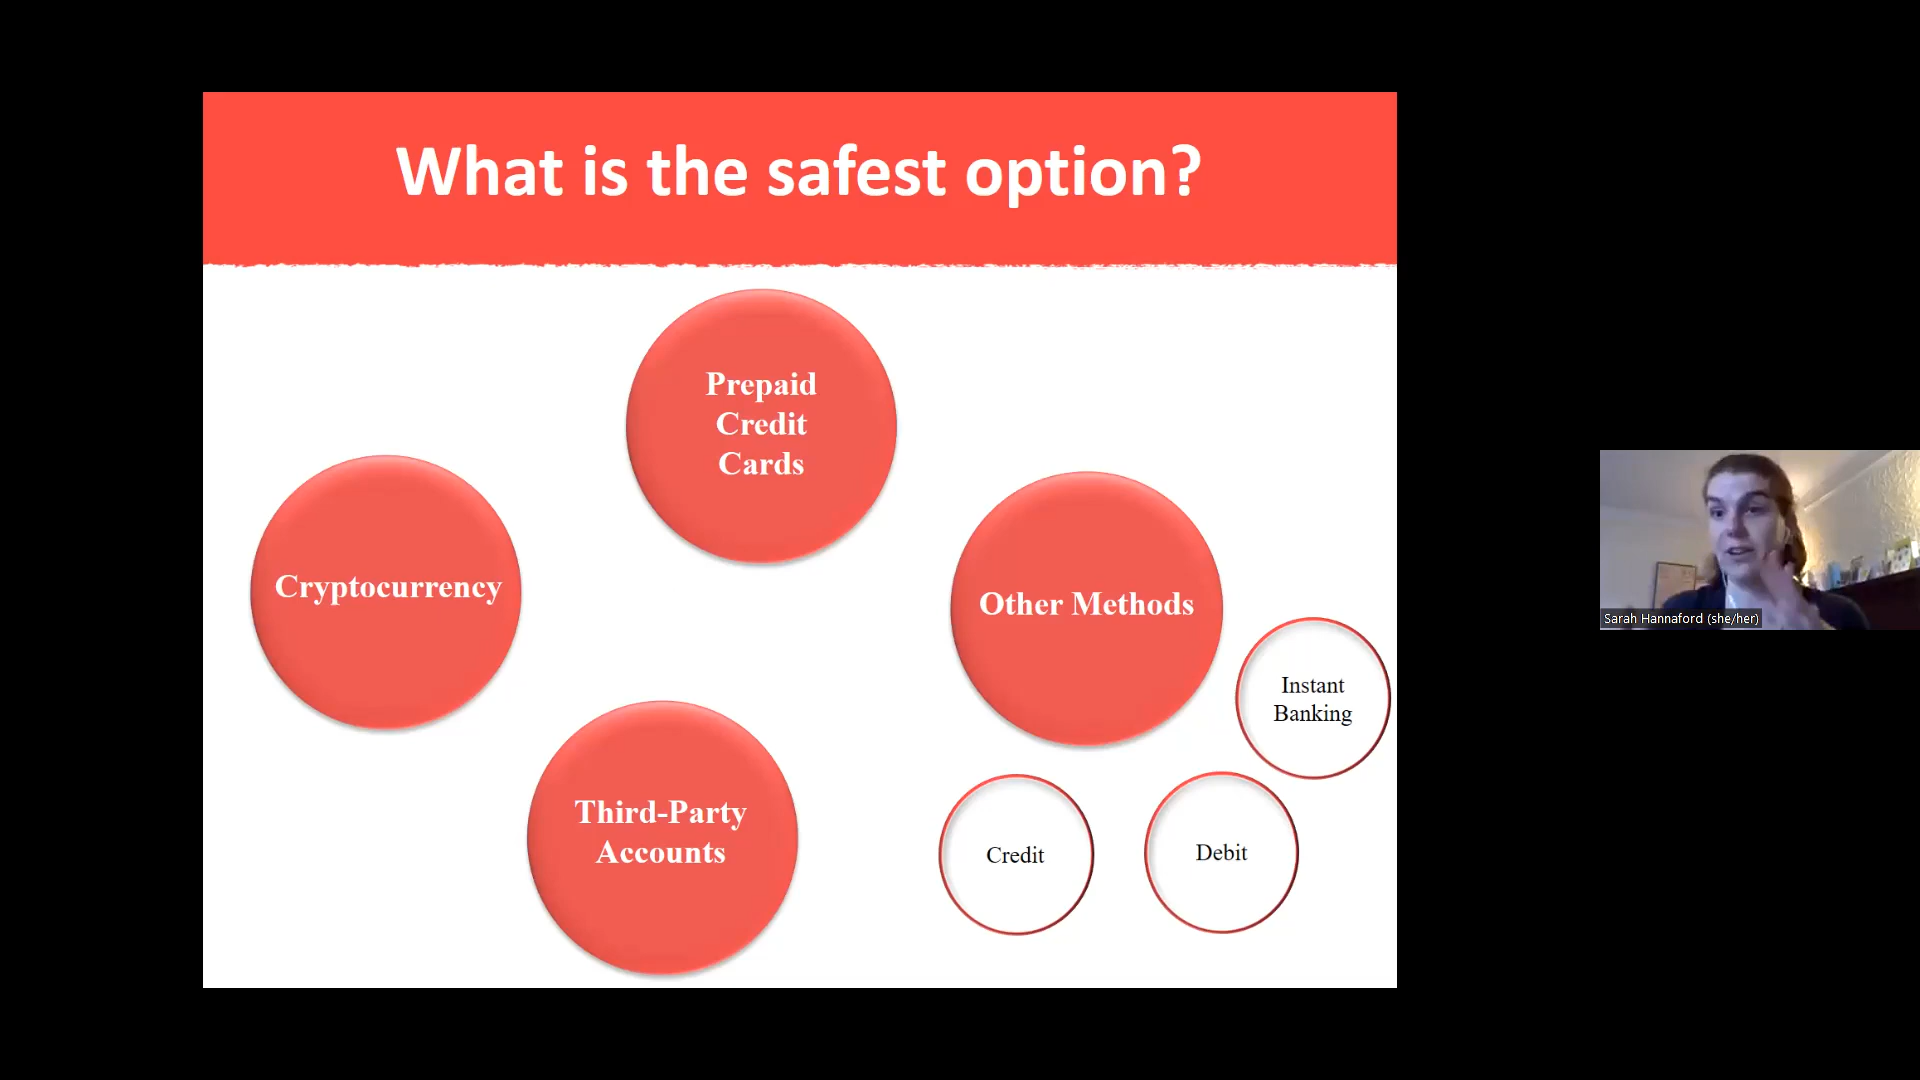 What is the safest option?
Prepaid
Credit
Cards
Cryptocurrency
Other Methods
Instant
Banking
Third-Party
Accounts
Credit
Debit
Sarah Hannaford (she/her)